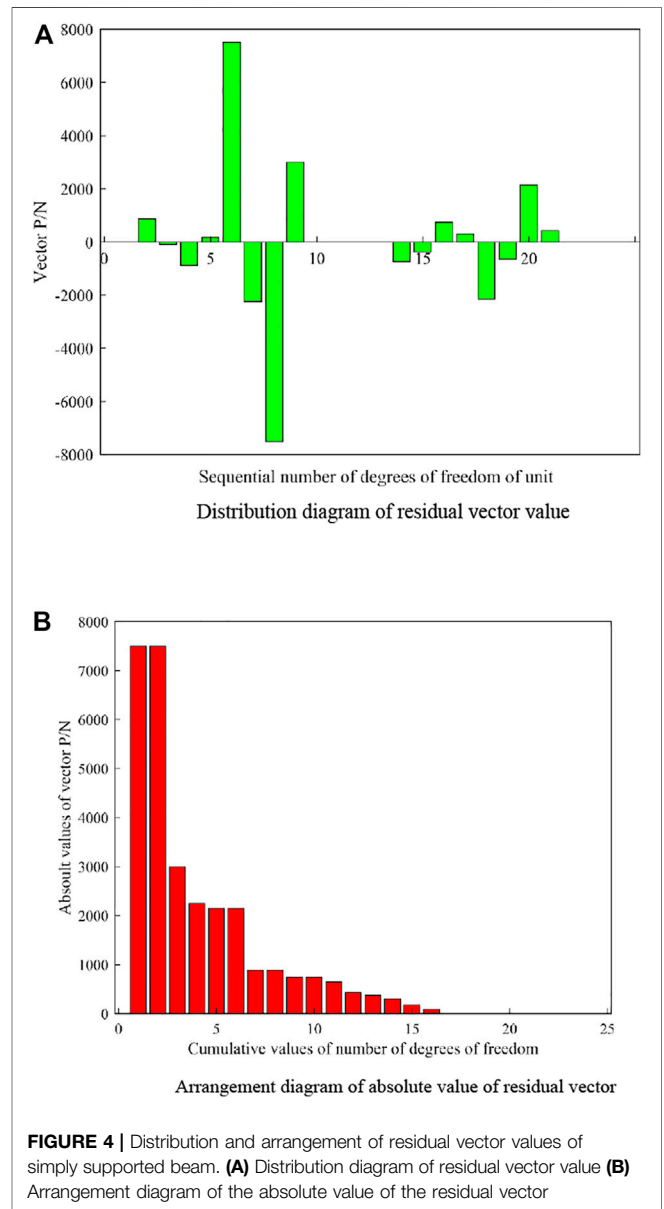 A
8000
6000
4000
2000
0
-2000
-4000
-6000
-8000
Vector P/N
0 5 10 15 20
Sequential number of degrees of freedom of unit
Distribution diagram of residual vector value
B
8000
7000
6000
5000
4000
3000
2000
1000
0
Absoult values of vector P/N
0 5 10 15 20 25
Cumulative values of number of degrees of freedom
Arrangement diagram of absolute value of residual vector
FIGURE 4 | Distribution and arrangement of residual vector values of
simply supported beam. (A) Distribution diagram of residual vector value (B)
Arrangement diagram of the absolute value of the residual vector